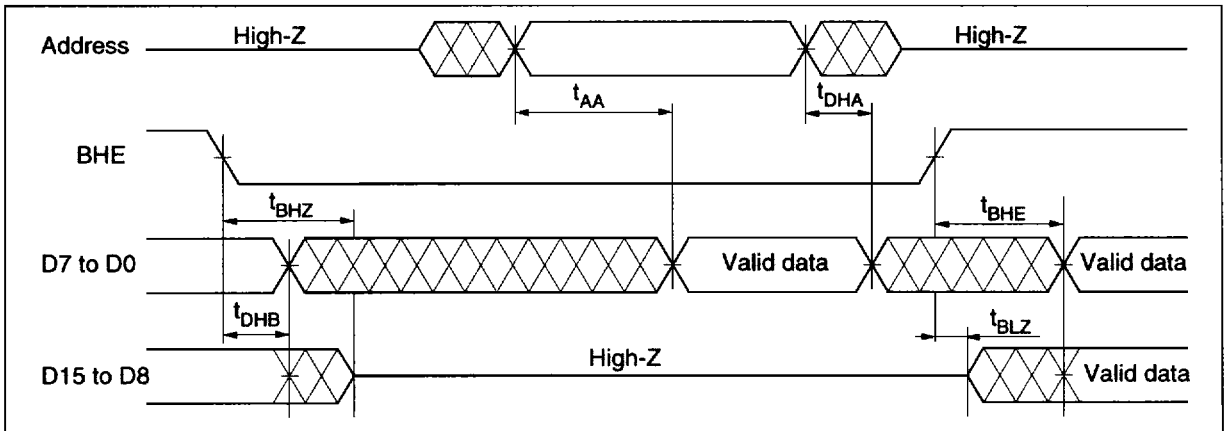 Address High-Z High-Z
t_AA t_DHA
BHE
t_BHZ t_BHE
D7 to D0 Valid data Valid data
t_DHB t_BLZ
D15 to D8 High-Z Valid data